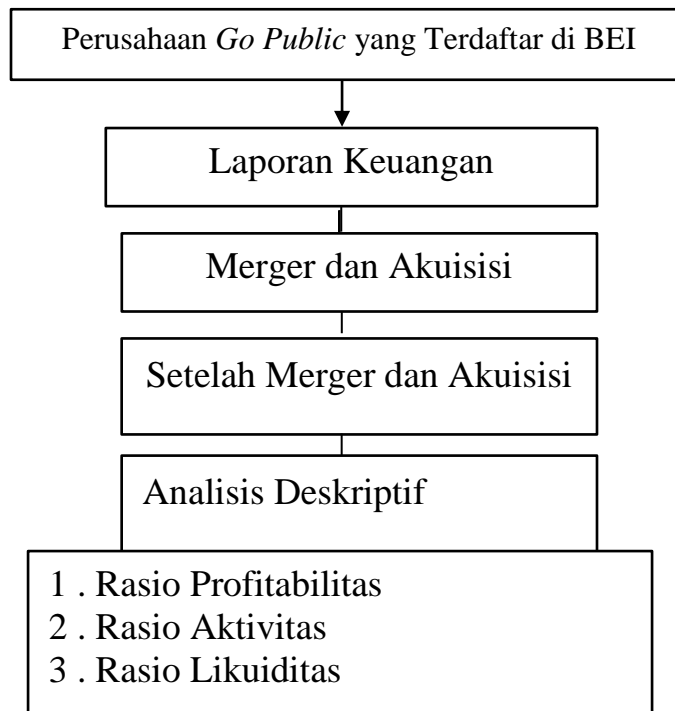 Perusahaan Go Public yang Terdaftar di BEI
Laporan Keuangan
Merger dan Akuisisi
Setelah Merger dan Akuisisi
Analisis Deskriptif
1 . Rasio Profitabilitas
2 . Rasio Aktivitas
3 . Rasio Likuiditas